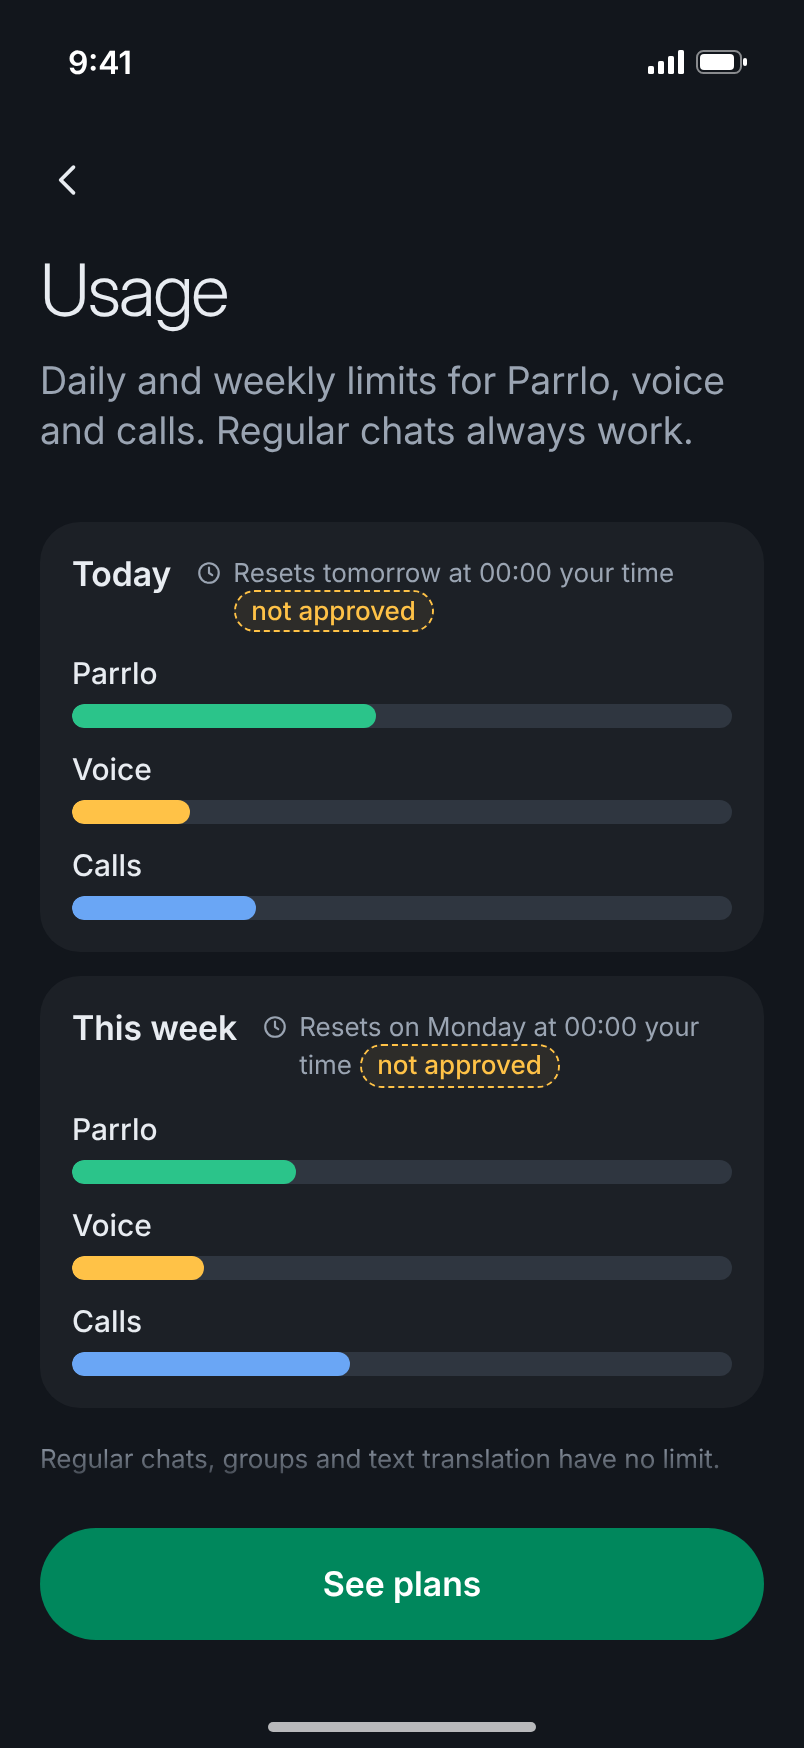 9:41
Usage
Daily and weekly limits for Parrlo, voice
and calls. Regular chats always work.
Today Resets tomorrow at 00:00 your time
not approved
Parrlo
Voice
Calls
This week Resets on Monday at 00:00 your
time not approved
Parrlo
Voice
Calls
Regular chats, groups and text translation have no limit.
See plans